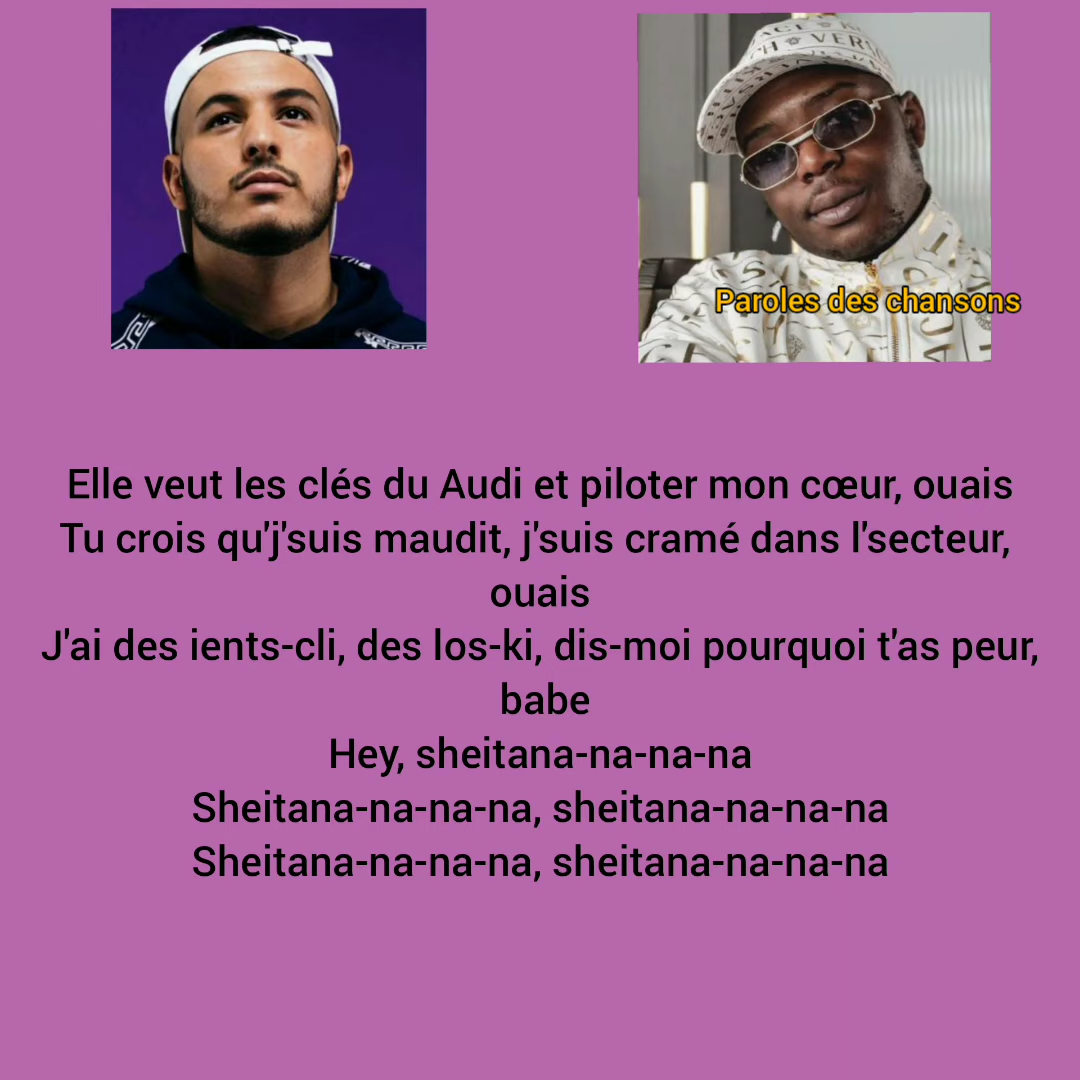 Paroles des chansons
Elle veut les clés du Audi et piloter mon cœur, ouais
Tu crois qu'j'suis maudit, j'suis cramé dans l'secteur,
ouais
J'ai des ients-cli, des los-ki, dis-moi pourquoi t'as peur,
babe
Hey, sheitana-na-na-na
Sheitana-na-na-na, sheitana-na-na-na
Sheitana-na-na-na, sheitana-na-na-na